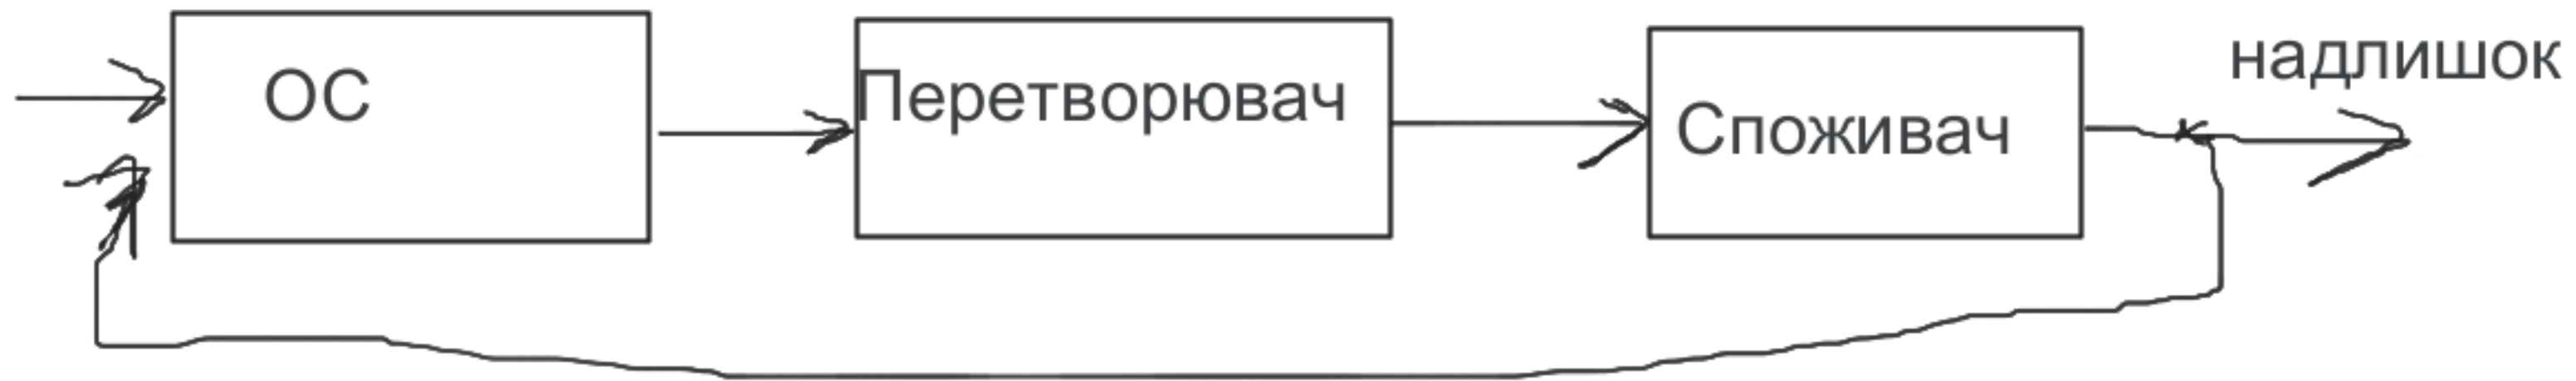 ОС
Перетворювач
Споживач
надлишок